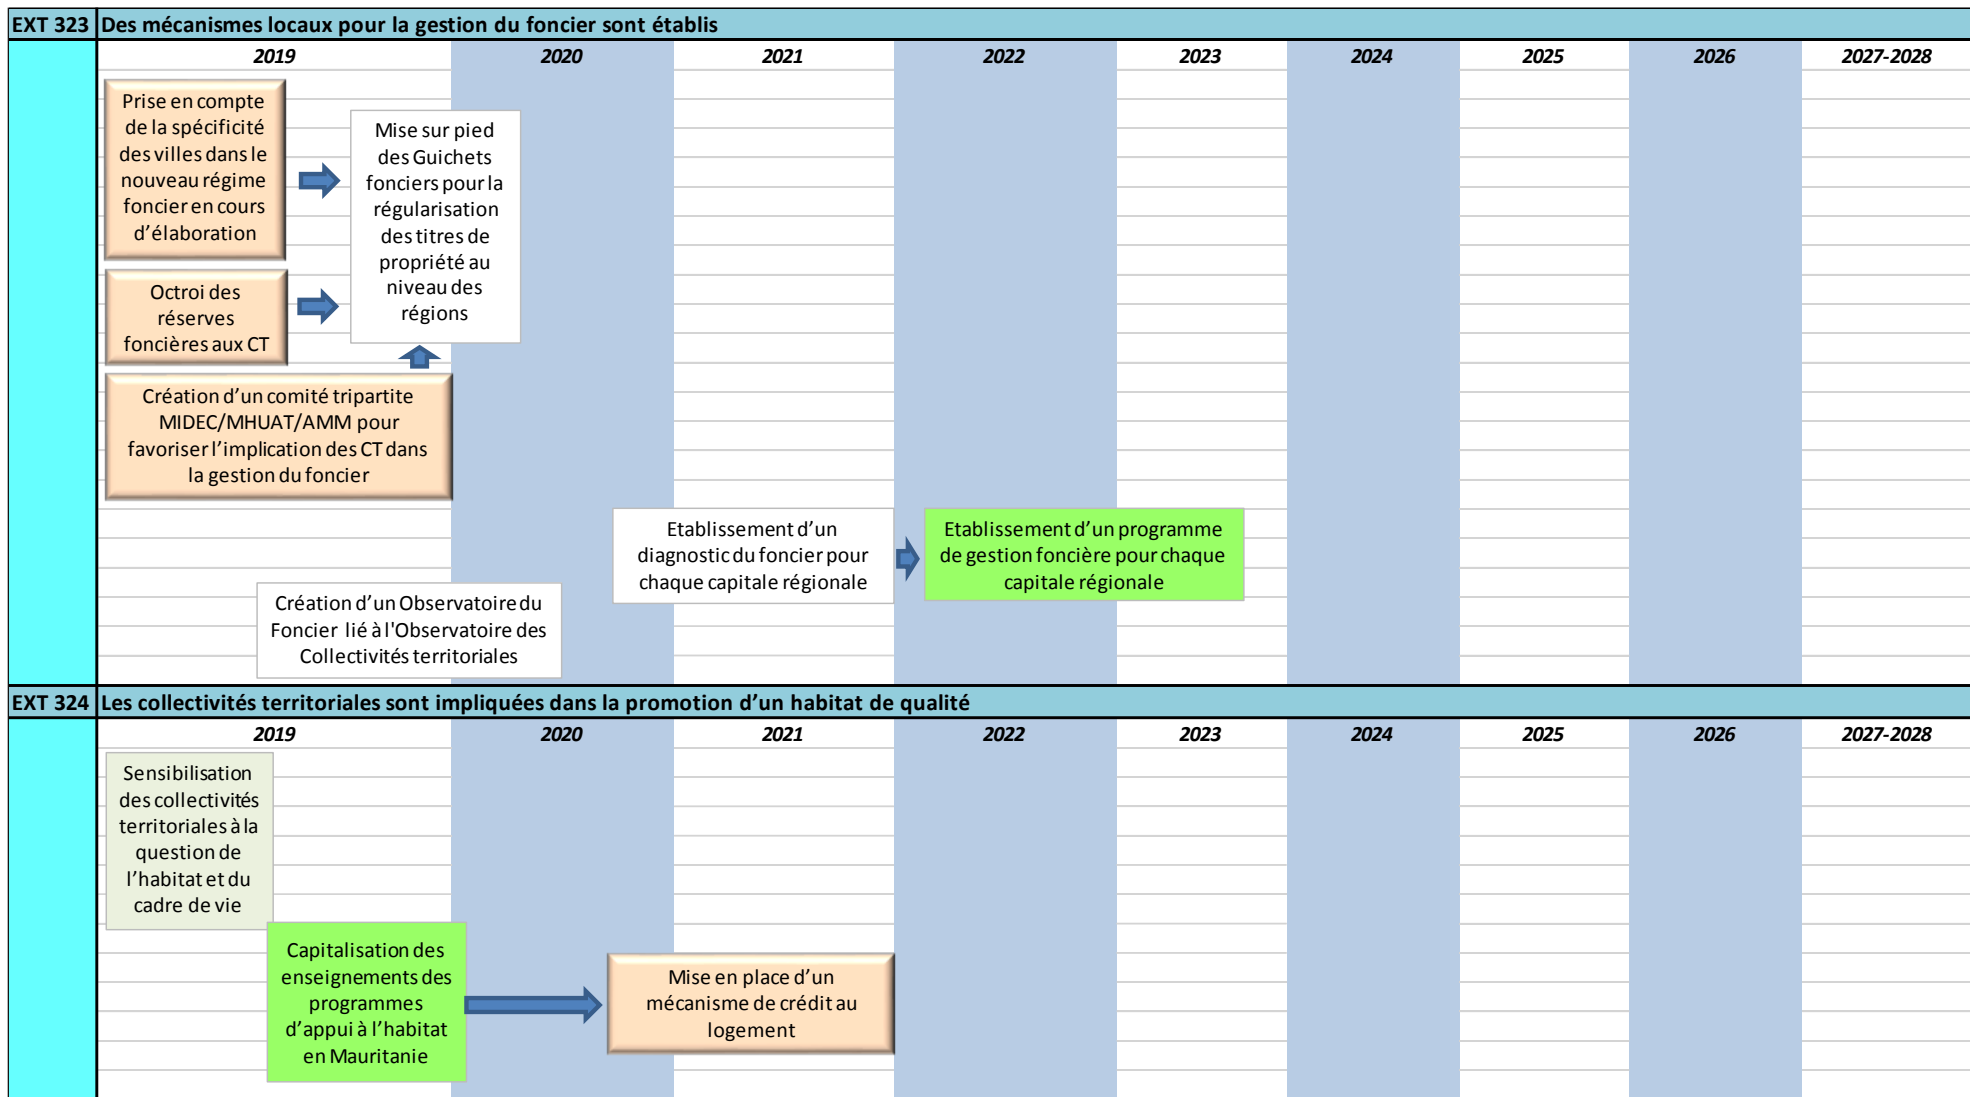 EXT 323 Des mécanismes locaux pour la gestion du foncier sont établis
2019 2020 2021 2022 2023 2024 2025 2026 2027-2028
Prise en compte
de la spécificité
des villes dans le
nouveau régime
foncier en cours
d’élaboration
Mise sur pied
des Guichets
fonciers pour la
régularisation
des titres de
propriété au
niveau des
régions
Octroi des
réserves
foncières aux CT
Création d’un comité tripartite
MIDEC/MHUAT/AMM pour
favoriser l’implication des CT dans
la gestion du foncier
Etablissement d’un
diagnostic du foncier pour
chaque capitale régionale
Etablissement d’un programme
de gestion foncière pour chaque
capitale régionale
Création d’un Observatoire du
Foncier lié à l'Observatoire des
Collectivités territoriales
EXT 324 Les collectivités territoriales sont impliquées dans la promotion d’un habitat de qualité
2019 2020 2021 2022 2023 2024 2025 2026 2027-2028
Sensibilisation
des collectivités
territoriales à la
question de
l’habitat et du
cadre de vie
Capitalisation des
enseignements des
programmes
d’appui à l’habitat
en Mauritanie
Mise en place d’un
mécanisme de crédit au
logement